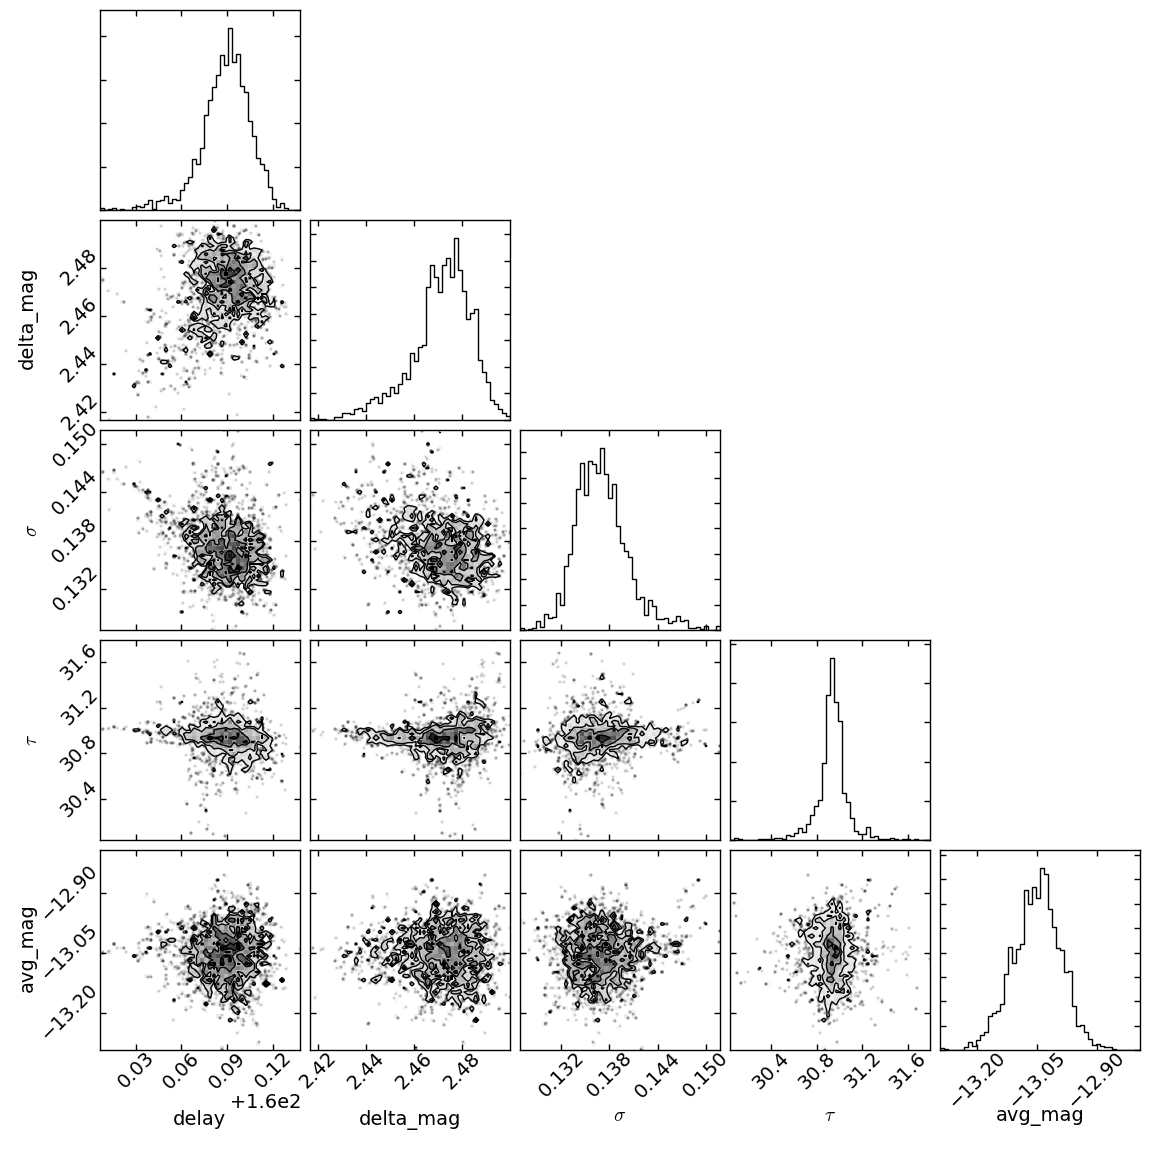 delta_mag
2.48
2.46
2.44
2.42
σ
0.150
0.144
0.138
0.132
τ
31.6
31.2
30.8
30.4
avg_mag
−12.90
−13.05
−13.20
0.03 0.06 0.09 0.12
+1.6e2
delay
2.42 2.44 2.46 2.48
delta_mag
0.132 0.138 0.144 0.150
σ
30.4 30.8 31.2 31.6
τ
−13.20 −13.05 −12.90
avg_mag